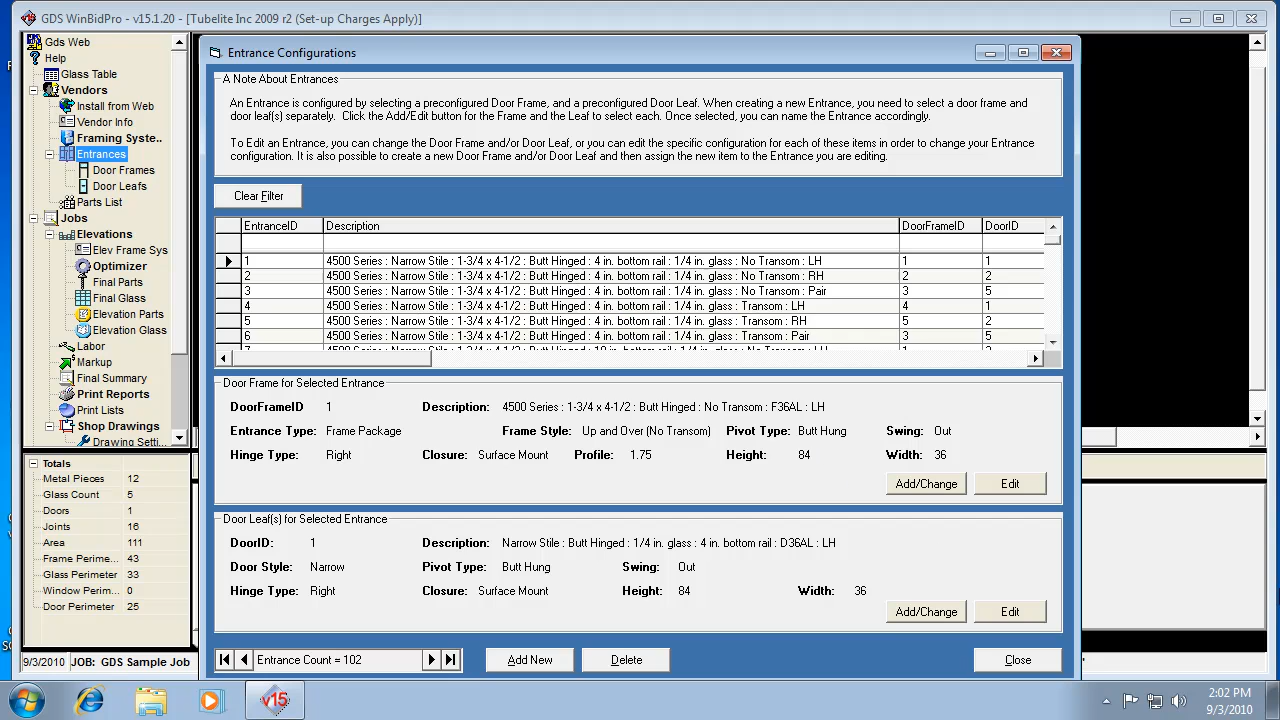 GDS WinBidPro - v15.1.20 - [Tubelite Inc 2009 r2 (Set-up Charges Apply)]
Gds Web
Help
Glass Table
Vendors
Install from Web
Vendor Info
Framing Syste..
Entrances
Door Frames
Door Leafs
Parts List
Jobs
Elevations
Elev Frame Sys
Optimizer
Final Parts
Final Glass
Elevation Parts
Elevation Glass
Labor
Markup
Final Summary
Print Reports
Print Lists
Shop Drawings
Drawing Setti...
Totals
Metal Pieces 12
Glass Count 5
Doors 1
Joints 16
Area 111
Frame Perime... 43
Glass Perimeter 33
Window Perim... 0
Door Perimeter 25
9/3/2010 JOB: GDS Sample Job
Entrance Configurations
A Note About Entrances
An Entrance is configured by selecting a preconfigured Door Frame, and a preconfigured Door Leaf. When creating a new Entrance, you need to select a door frame and
door leaf(s) separately. Click the Add/Edit button for the Frame and the Leaf to select each. Once selected, you can name the Entrance accordingly.
To Edit an Entrance, you can change the Door Frame and/or Door Leaf, or you can edit the specific configuration for each of these items in order to change your Entrance
configuration. It is also possible to create a new Door Frame and/or Door Leaf and then assign the new item to the Entrance you are editing.
Clear Filter
EntranceID Description DoorFrameID DoorID
1 4500 Series : Narrow Stile : 1-3/4 x 4-1/2 : Butt Hinged : 4 in. bottom rail : 1/4 in. glass : No Transom : LH 1 1
2 4500 Series : Narrow Stile : 1-3/4 x 4-1/2 : Butt Hinged : 4 in. bottom rail : 1/4 in. glass : No Transom : RH 2 2
3 4500 Series : Narrow Stile : 1-3/4 x 4-1/2 : Butt Hinged : 4 in. bottom rail : 1/4 in. glass : No Transom : Pair 3 5
4 4500 Series : Narrow Stile : 1-3/4 x 4-1/2 : Butt Hinged : 4 in. bottom rail : 1/4 in. glass : Transom : LH 4 1
5 4500 Series : Narrow Stile : 1-3/4 x 4-1/2 : Butt Hinged : 4 in. bottom rail : 1/4 in. glass : Transom : RH 5 2
6 4500 Series : Narrow Stile : 1-3/4 x 4-1/2 : Butt Hinged : 4 in. bottom rail : 1/4 in. glass : Transom : Pair 3 5
Door Frame for Selected Entrance
DoorFrameID 1 Description: 4500 Series : 1-3/4 x 4-1/2 : Butt Hinged : No Transom : F36AL : LH
Entrance Type: Frame Package Frame Style: Up and Over (No Transom) Pivot Type: Butt Hung Swing: Out
Hinge Type: Right Closure: Surface Mount Profile: 1.75 Height: 84 Width: 36
Add/Change Edit
Door Leaf(s) for Selected Entrance
DoorID: 1 Description: Narrow Stile : Butt Hinged : 1/4 in. glass : 4 in. bottom rail : D36AL : LH
Door Style: Narrow Pivot Type: Butt Hung Swing: Out
Hinge Type: Right Closure: Surface Mount Height: 84 Width: 36
Add/Change Edit
Entrance Count = 102 Add New Delete Close
v15
2:02 PM
9/3/2010